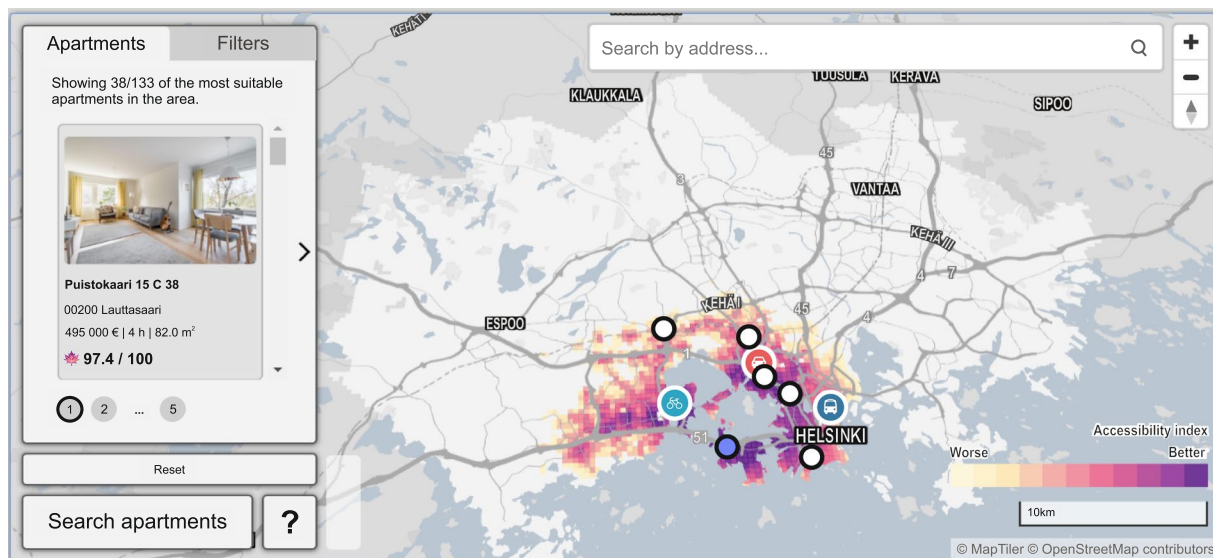 Apartments
Filters
Showing 38/133 of the most suitable
apartments in the area.
Puistokaari 15 C 38
00200 Lauttasaari
495 000 € | 4 h | 82.0 m²
97.4 / 100
1
2
...
5
Reset
Search apartments
?
Search by address...
+
-
KEHÄ I
KLAUKKALA
TUUSULA
KERAVA
SIPOO
45
3
VANTAA
KEHÄ III
4
7
KEHÄ I
45
4
ESPOO
1
51
HELSINKI
Accessibility index
Worse
Better
10km
© MapTiler © OpenStreetMap contributors